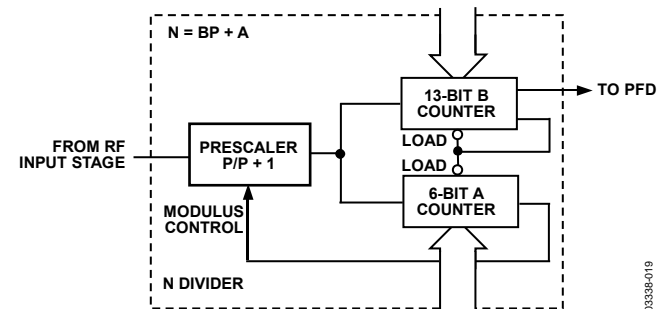 N = BP + A
13-BIT B
COUNTER
TO PFD
LOAD
LOAD
FROM RF
INPUT STAGE
PRESCALER
P/P + 1
6-BIT A
COUNTER
MODULUS
CONTROL
N DIVIDER
03338-019